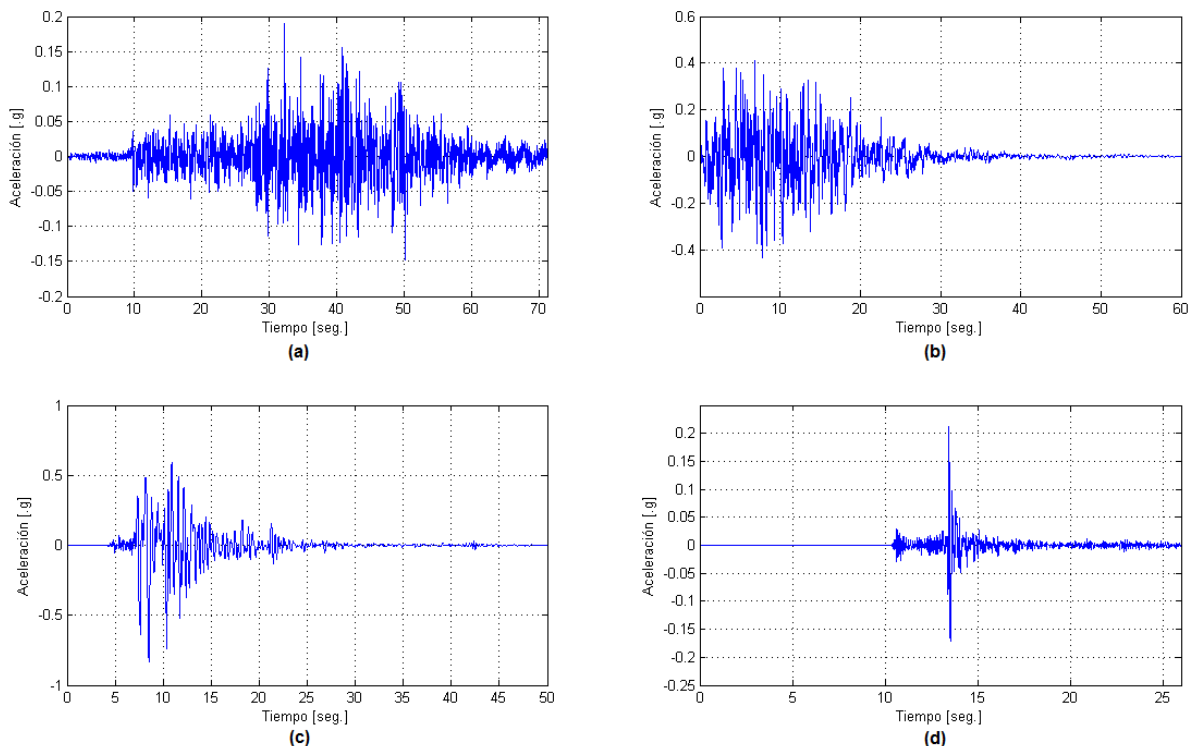 0.2
0.15
0.1
0.05
0
-0.05
-0.1
-0.15
-0.2
Aceleración [.g]
0 10 20 30 40 50 60 70
Tiempo [seg.]
(a)
0.6
0.4
0.2
0
-0.2
-0.4
Aceleración [.g]
0 10 20 30 40 50 60
Tiempo [seg.]
(b)
1
0.5
0
-0.5
-1
Aceleración [.g]
0 5 10 15 20 25 30 35 40 45 50
Tiempo [seg.]
(c)
0.2
0.15
0.1
0.05
0
-0.05
-0.1
-0.15
-0.2
-0.25
Aceleración [.g]
0 5 10 15 20 25
Tiempo [seg.]
(d)